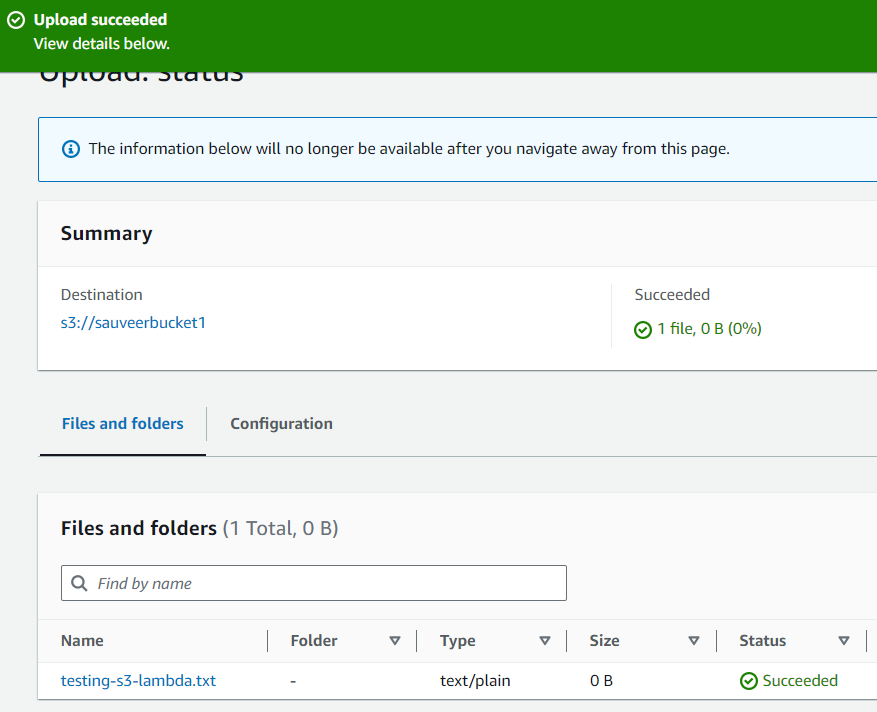 Upload succeeded
View details below.
Upload: status
The information below will no longer be available after you navigate away from this page.
Summary
Destination
Succeeded
s3://sauveerbucket1
1 file, 0 B (0%)
Files and folders
Configuration
Files and folders (1 Total, 0 B)
Find by name
Name Folder Type Size Status
testing-s3-lambda.txt - text/plain 0 B Succeeded